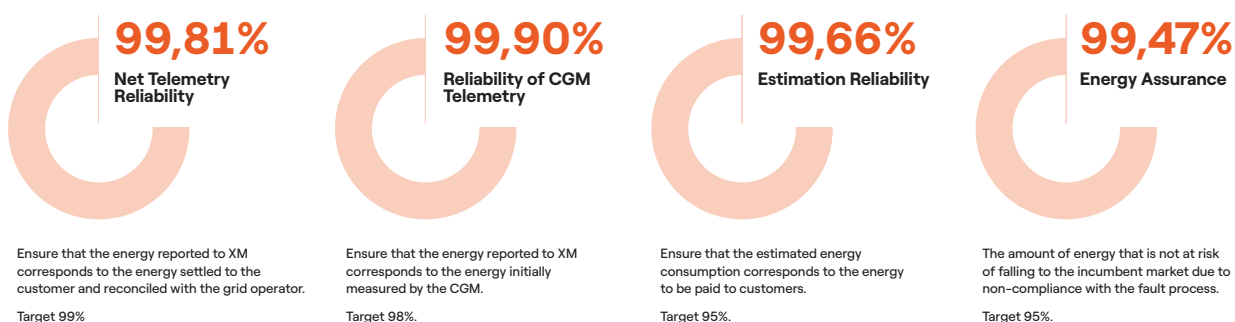 99,81%
Net Telemetry
Reliability
Ensure that the energy reported to XM
corresponds to the energy settled to the
customer and reconciled with the grid operator.
Target 99%
99,90%
Reliability of CGM
Telemetry
Ensure that the energy reported to XM
corresponds to the energy initially
measured by the CGM.
Target 98%.
99,66%
Estimation Reliability
Ensure that the estimated energy
consumption corresponds to the energy
to be paid to customers.
Target 95%.
99,47%
Energy Assurance
The amount of energy that is not at risk
of falling to the incumbent market due to
non-compliance with the fault process.
Target 95%.